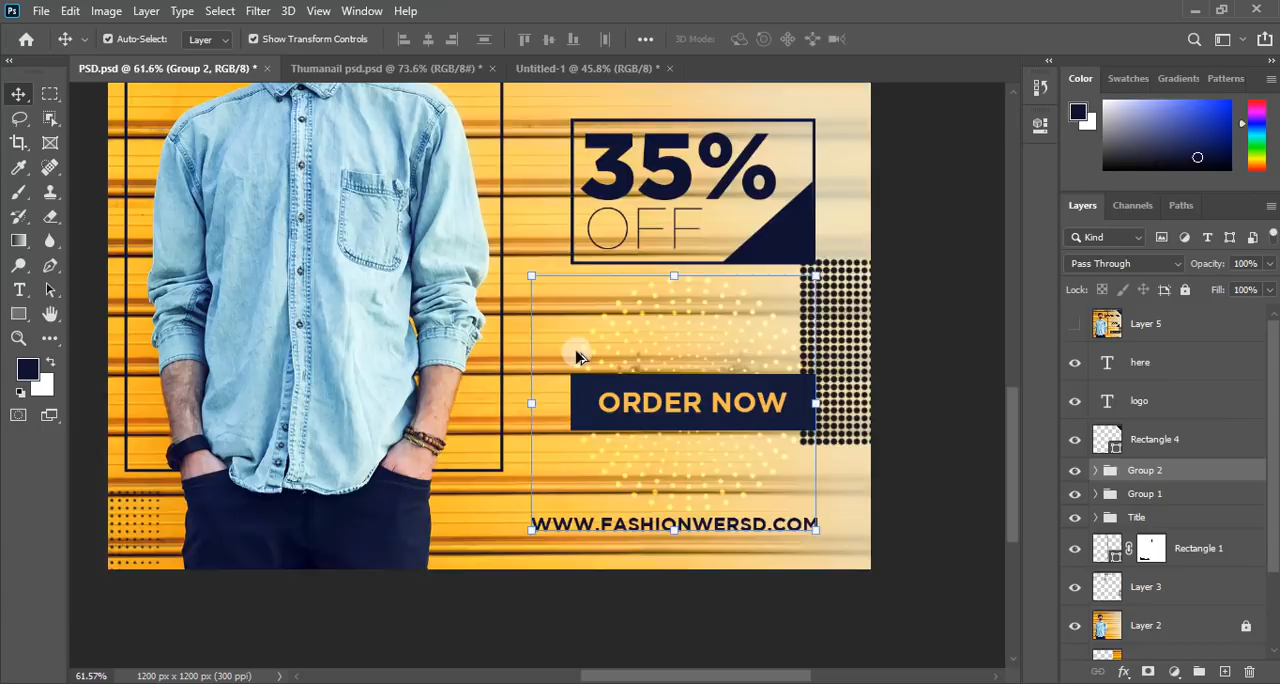 Ps File Edit Image Layer Type Select Filter 3D View Window Help
Auto-Select: Layer Show Transform Controls 3D Mode:
PSD.psd @ 61.6% (Group 2, RGB/8) * × Thumanail psd.psd @ 73.6% (RGB/8#) * × Untitled-1 @ 45.8% (RGB/8) * ×
35%
OFF
ORDER NOW
WWW.FASHIONWERSD.COM
61.57% 1200 px x 1200 px (300 ppi)
Color Swatches Gradients Patterns
Layers Channels Paths
Kind
Pass Through Opacity: 100%
Lock: Fill: 100%
Layer 5
T here
T logo
Rectangle 4
Group 2
Group 1
Title
Rectangle 1
Layer 3
Layer 2